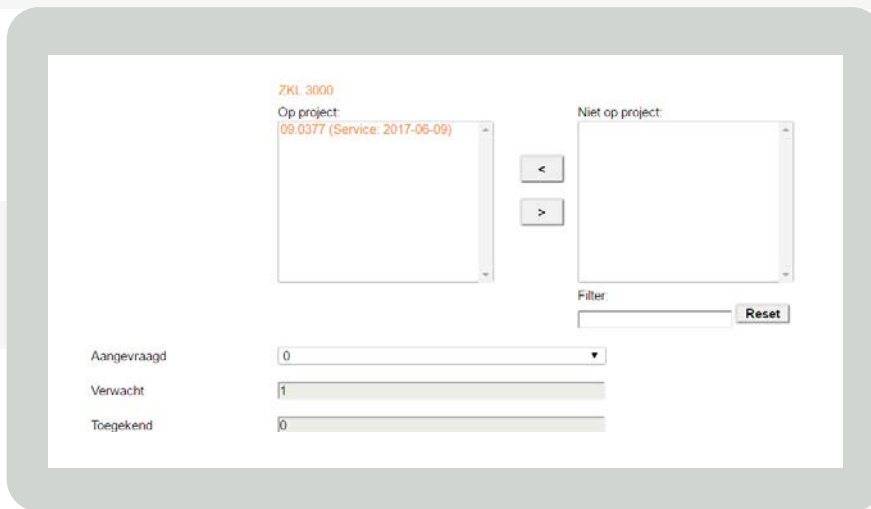 ZKL 3000
Op project:
Niet op project:
09.0377 (Service: 2017-06-09)
<
>
Filter:
Reset
Aangevraagd
0
Verwacht
1
Toegekend
0